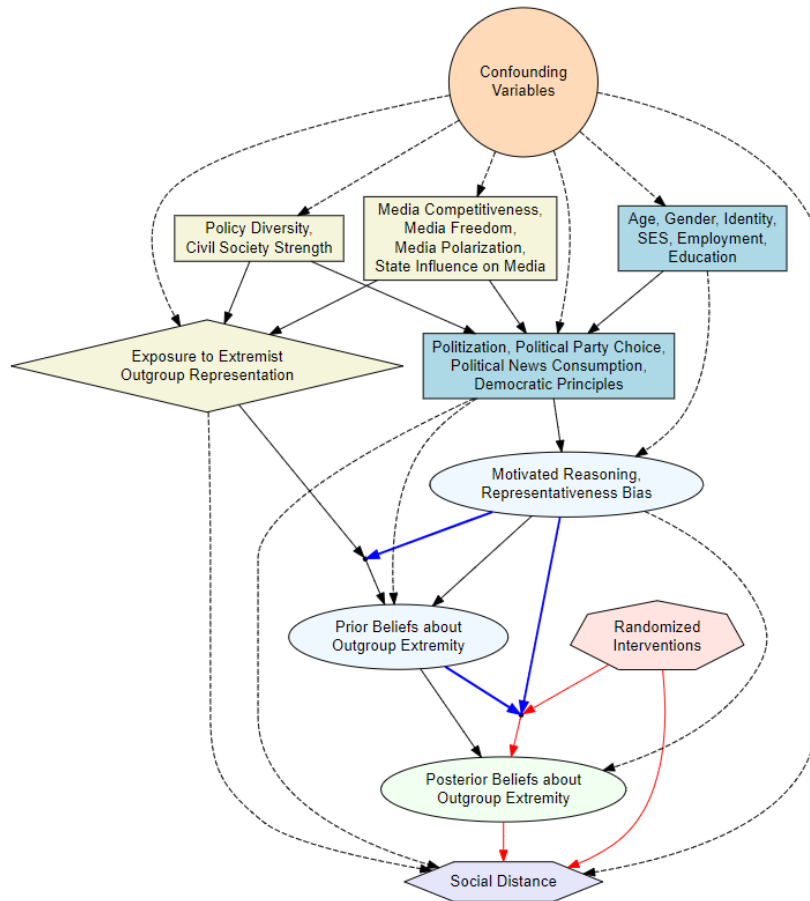 Confounding
Variables
Policy Diversity,
Civil Society Strength
Media Competitiveness,
Media Freedom,
Media Polarization,
State Influence on Media
Age, Gender, Identity,
SES, Employment,
Education
Exposure to Extremist
Outgroup Representation
Politization, Political Party Choice,
Political News Consumption,
Democratic Principles
Motivated Reasoning,
Representativeness Bias
Prior Beliefs about
Outgroup Extremity
Randomized
Interventions
Posterior Beliefs about
Outgroup Extremity
Social Distance